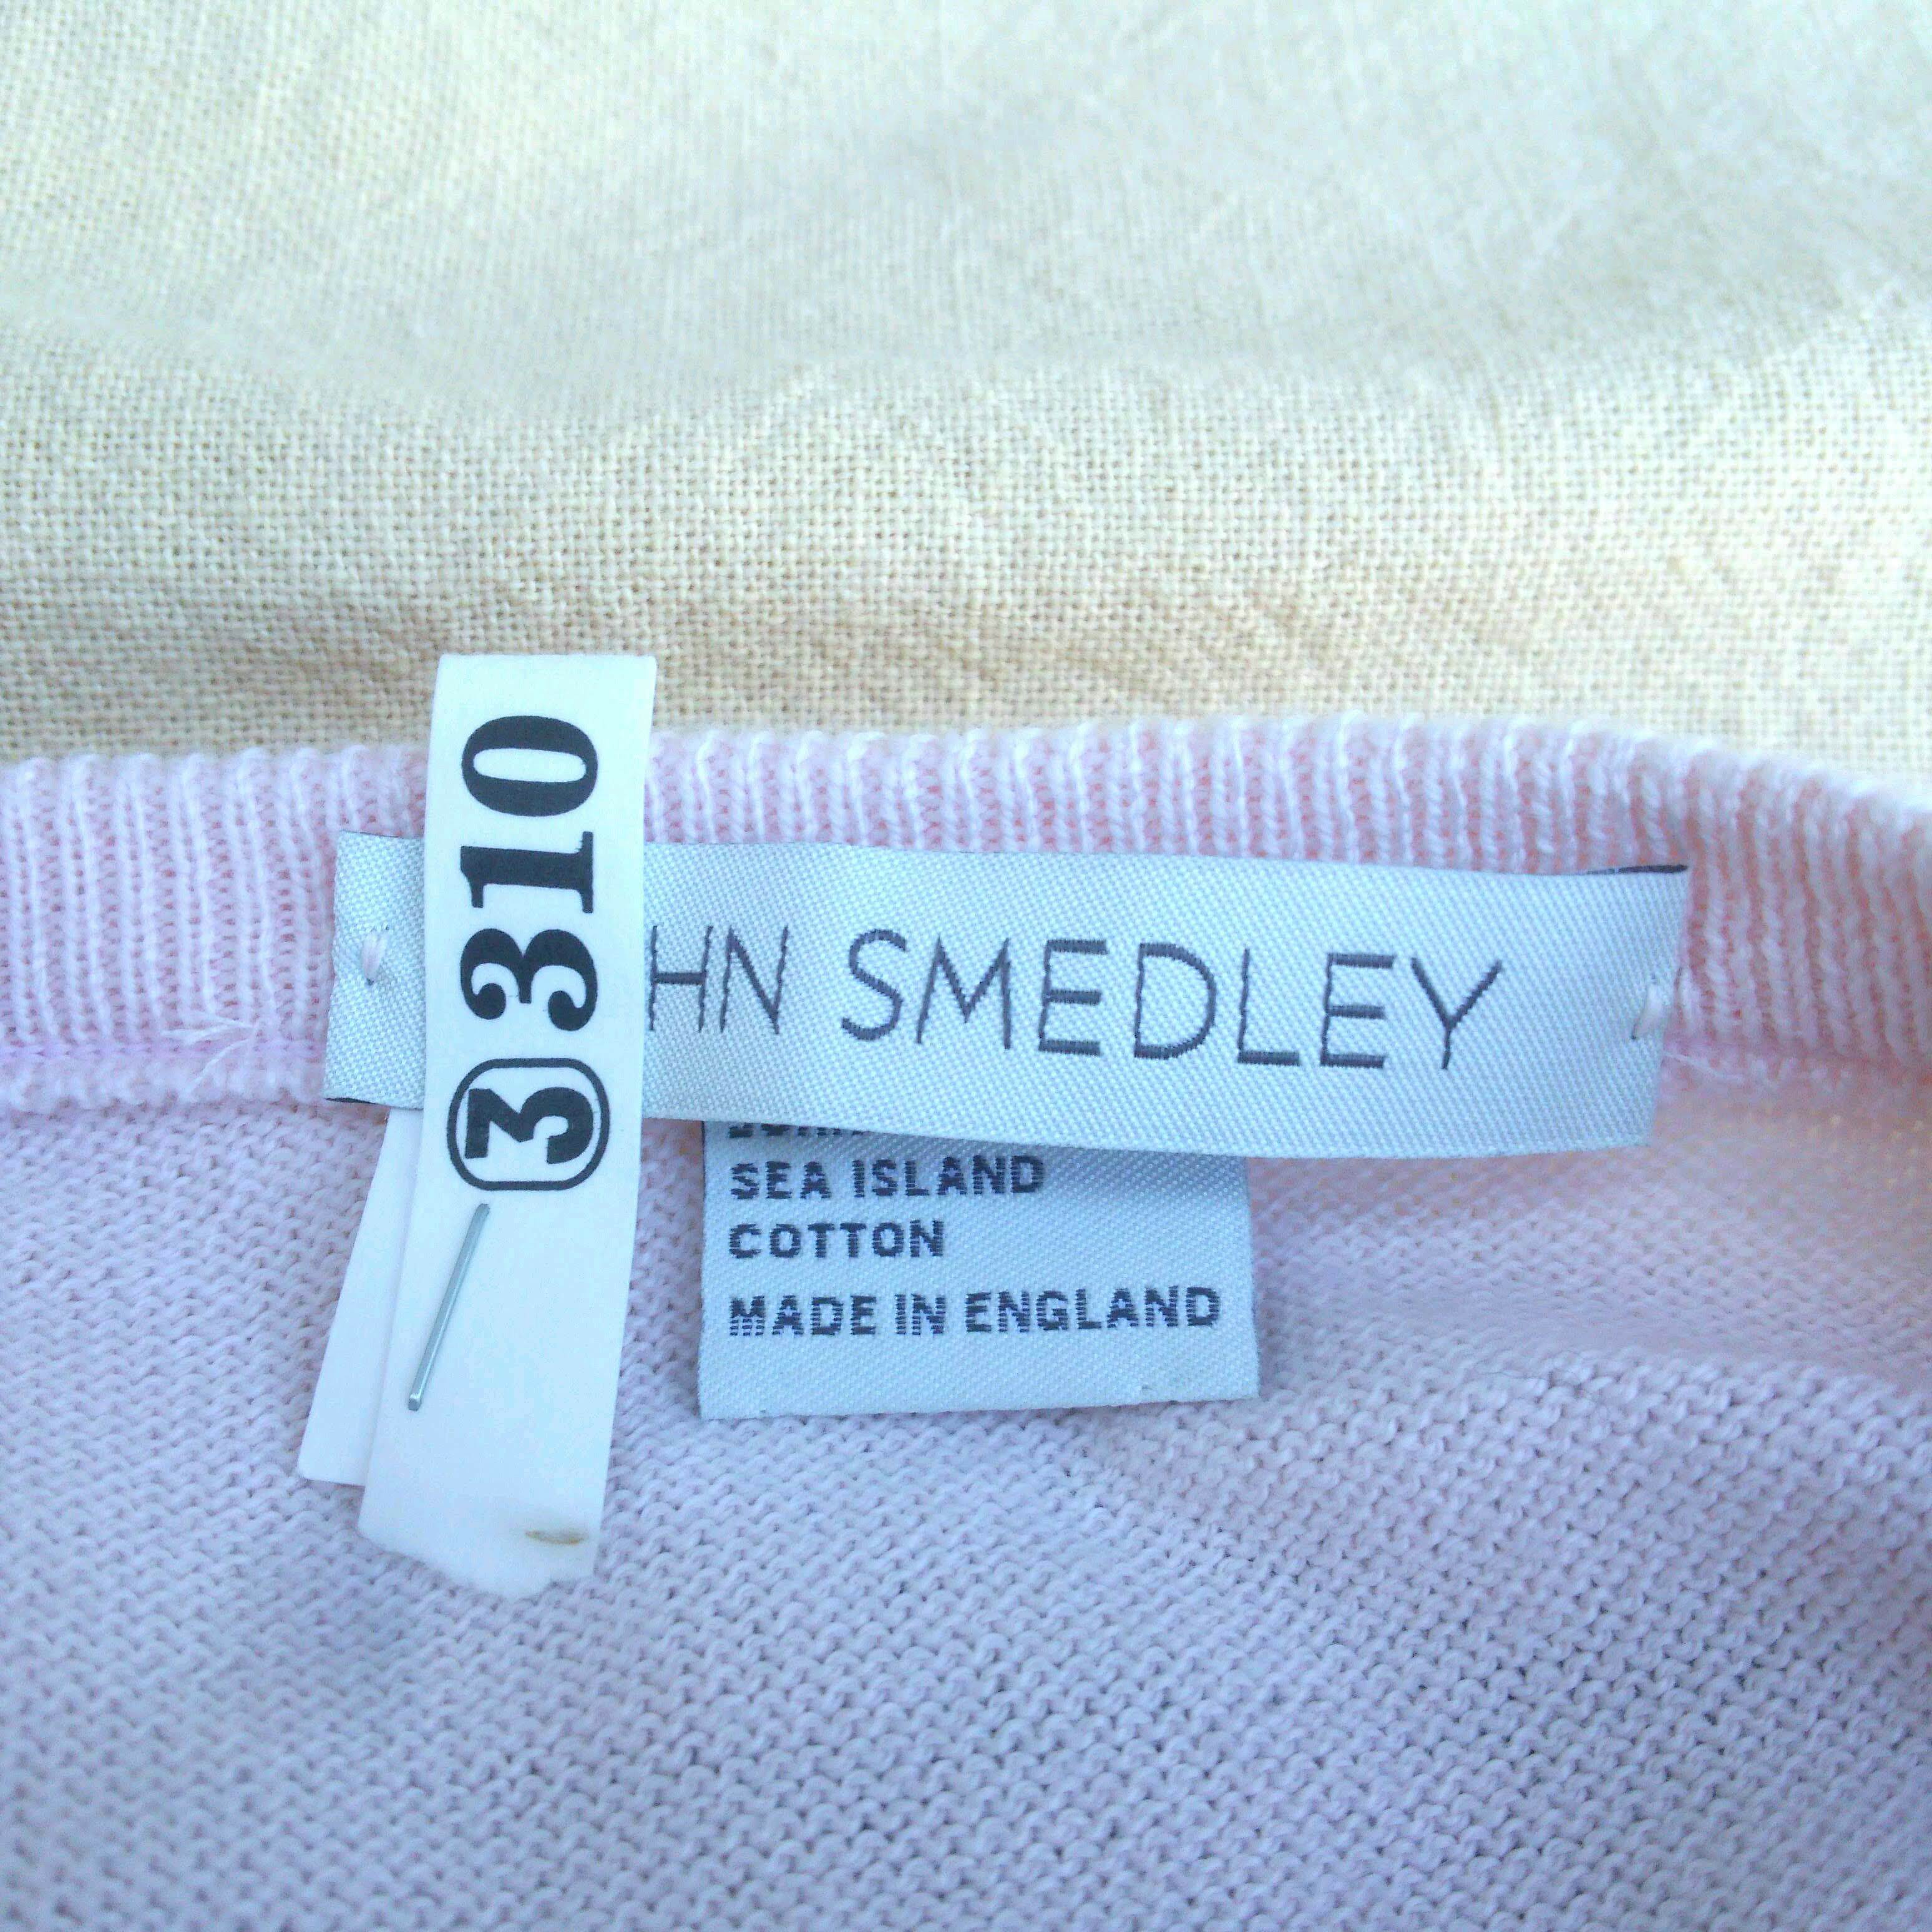 ③310
HN SMEDLEY
SEA ISLAND
COTTON
MADE IN ENGLAND